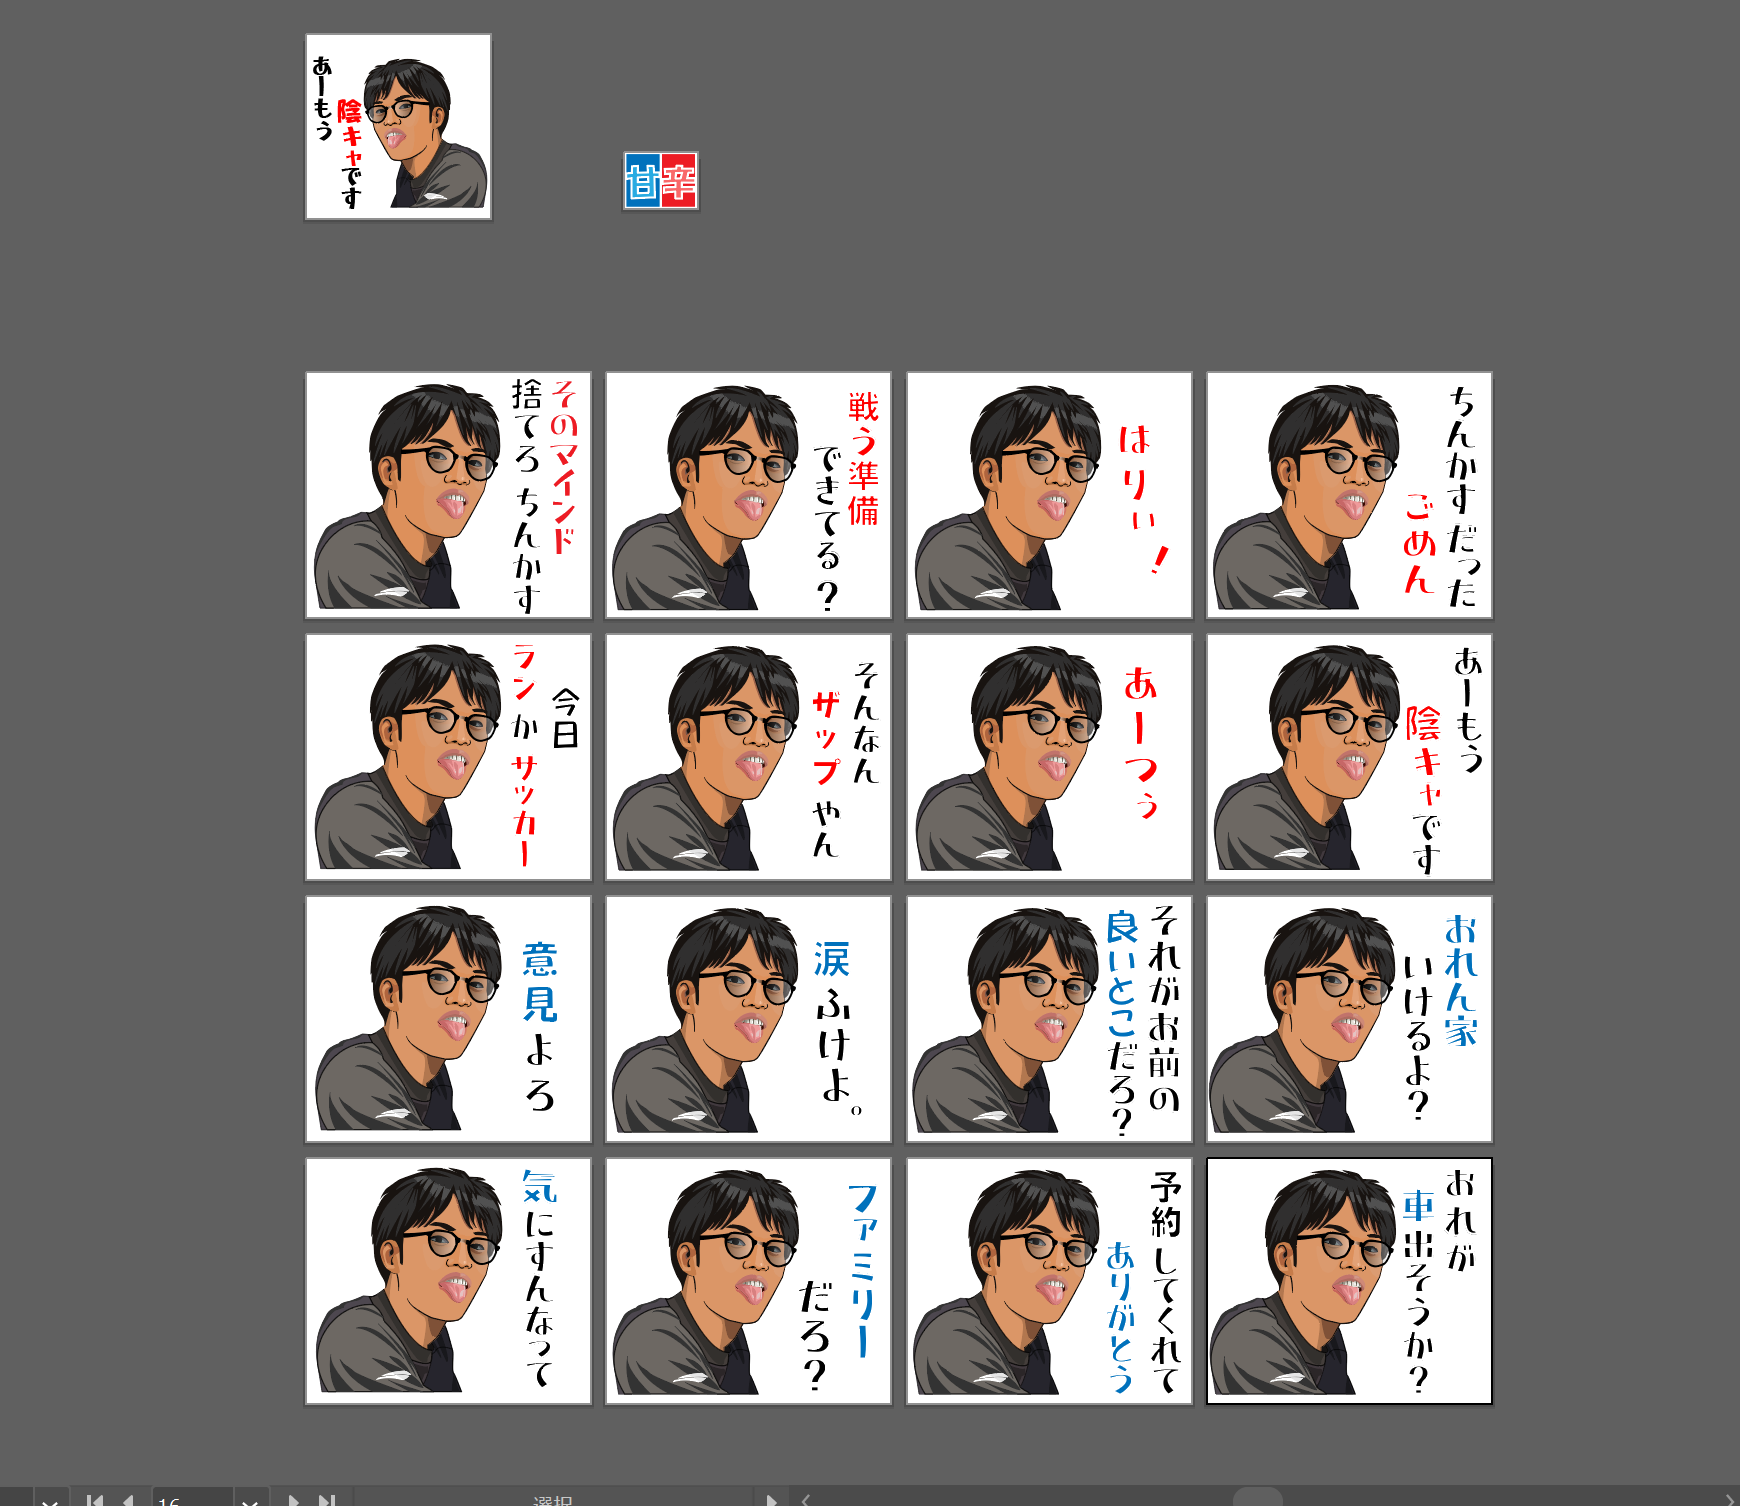 あーもう
陰キャです
甘辛
そのマインド
捨てろ ちんかす
戦う準備
できてる?
はりぃ!
ちんかすだった
ごめん
今日
ランかサッカー
そんなん
ザップやん
あーつぅ
あーもう
陰キャです
意見よろ
涙ふけよ。
それがお前の
良いとこだろ?
おれん家
いけるよ?
気にすんなって
ファミリー
だろ?
予約してくれて
ありがとう
おれが
車出そうか?
16
選択